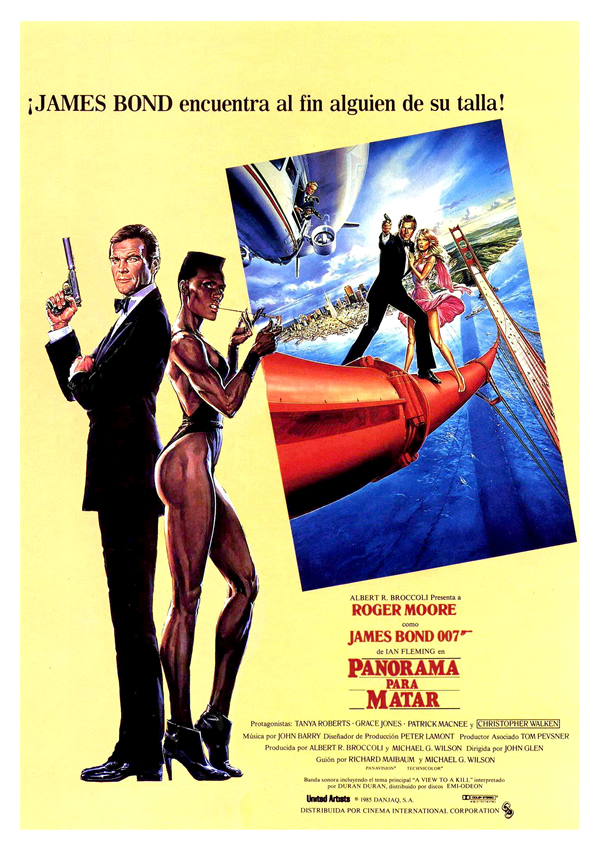 ¡JAMES BOND encuentra al fin alguien de su talla!
ALBERT R. BROCCOLI Presenta a
ROGER MOORE
como
JAMES BOND 007
de IAN FLEMING en
PANORAMA
PARA
MATAR
Protagonistas: TANYA ROBERTS · GRACE JONES · PATRICK MACNEE y CHRISTOPHER WALKEN
Música por JOHN BARRY Diseñador de Producción PETER LAMONT Productor Asociado TOM PEVSNER
Producida por ALBERT R. BROCCOLI y MICHAEL G. WILSON Dirigida por JOHN GLEN
Guión por RICHARD MAIBAUM y MICHAEL G. WILSON
PANAVISION® TECHNICOLOR®
Banda sonora incluyendo el tema principal "A VIEW TO A KILL" interpretado
por DURAN DURAN, distribuido por discos EMI-ODEON
United Artists ©1985 DANJAQ, S.A. DOLBY STEREO
DISTRIBUIDA POR CINEMA INTERNATIONAL CORPORATION